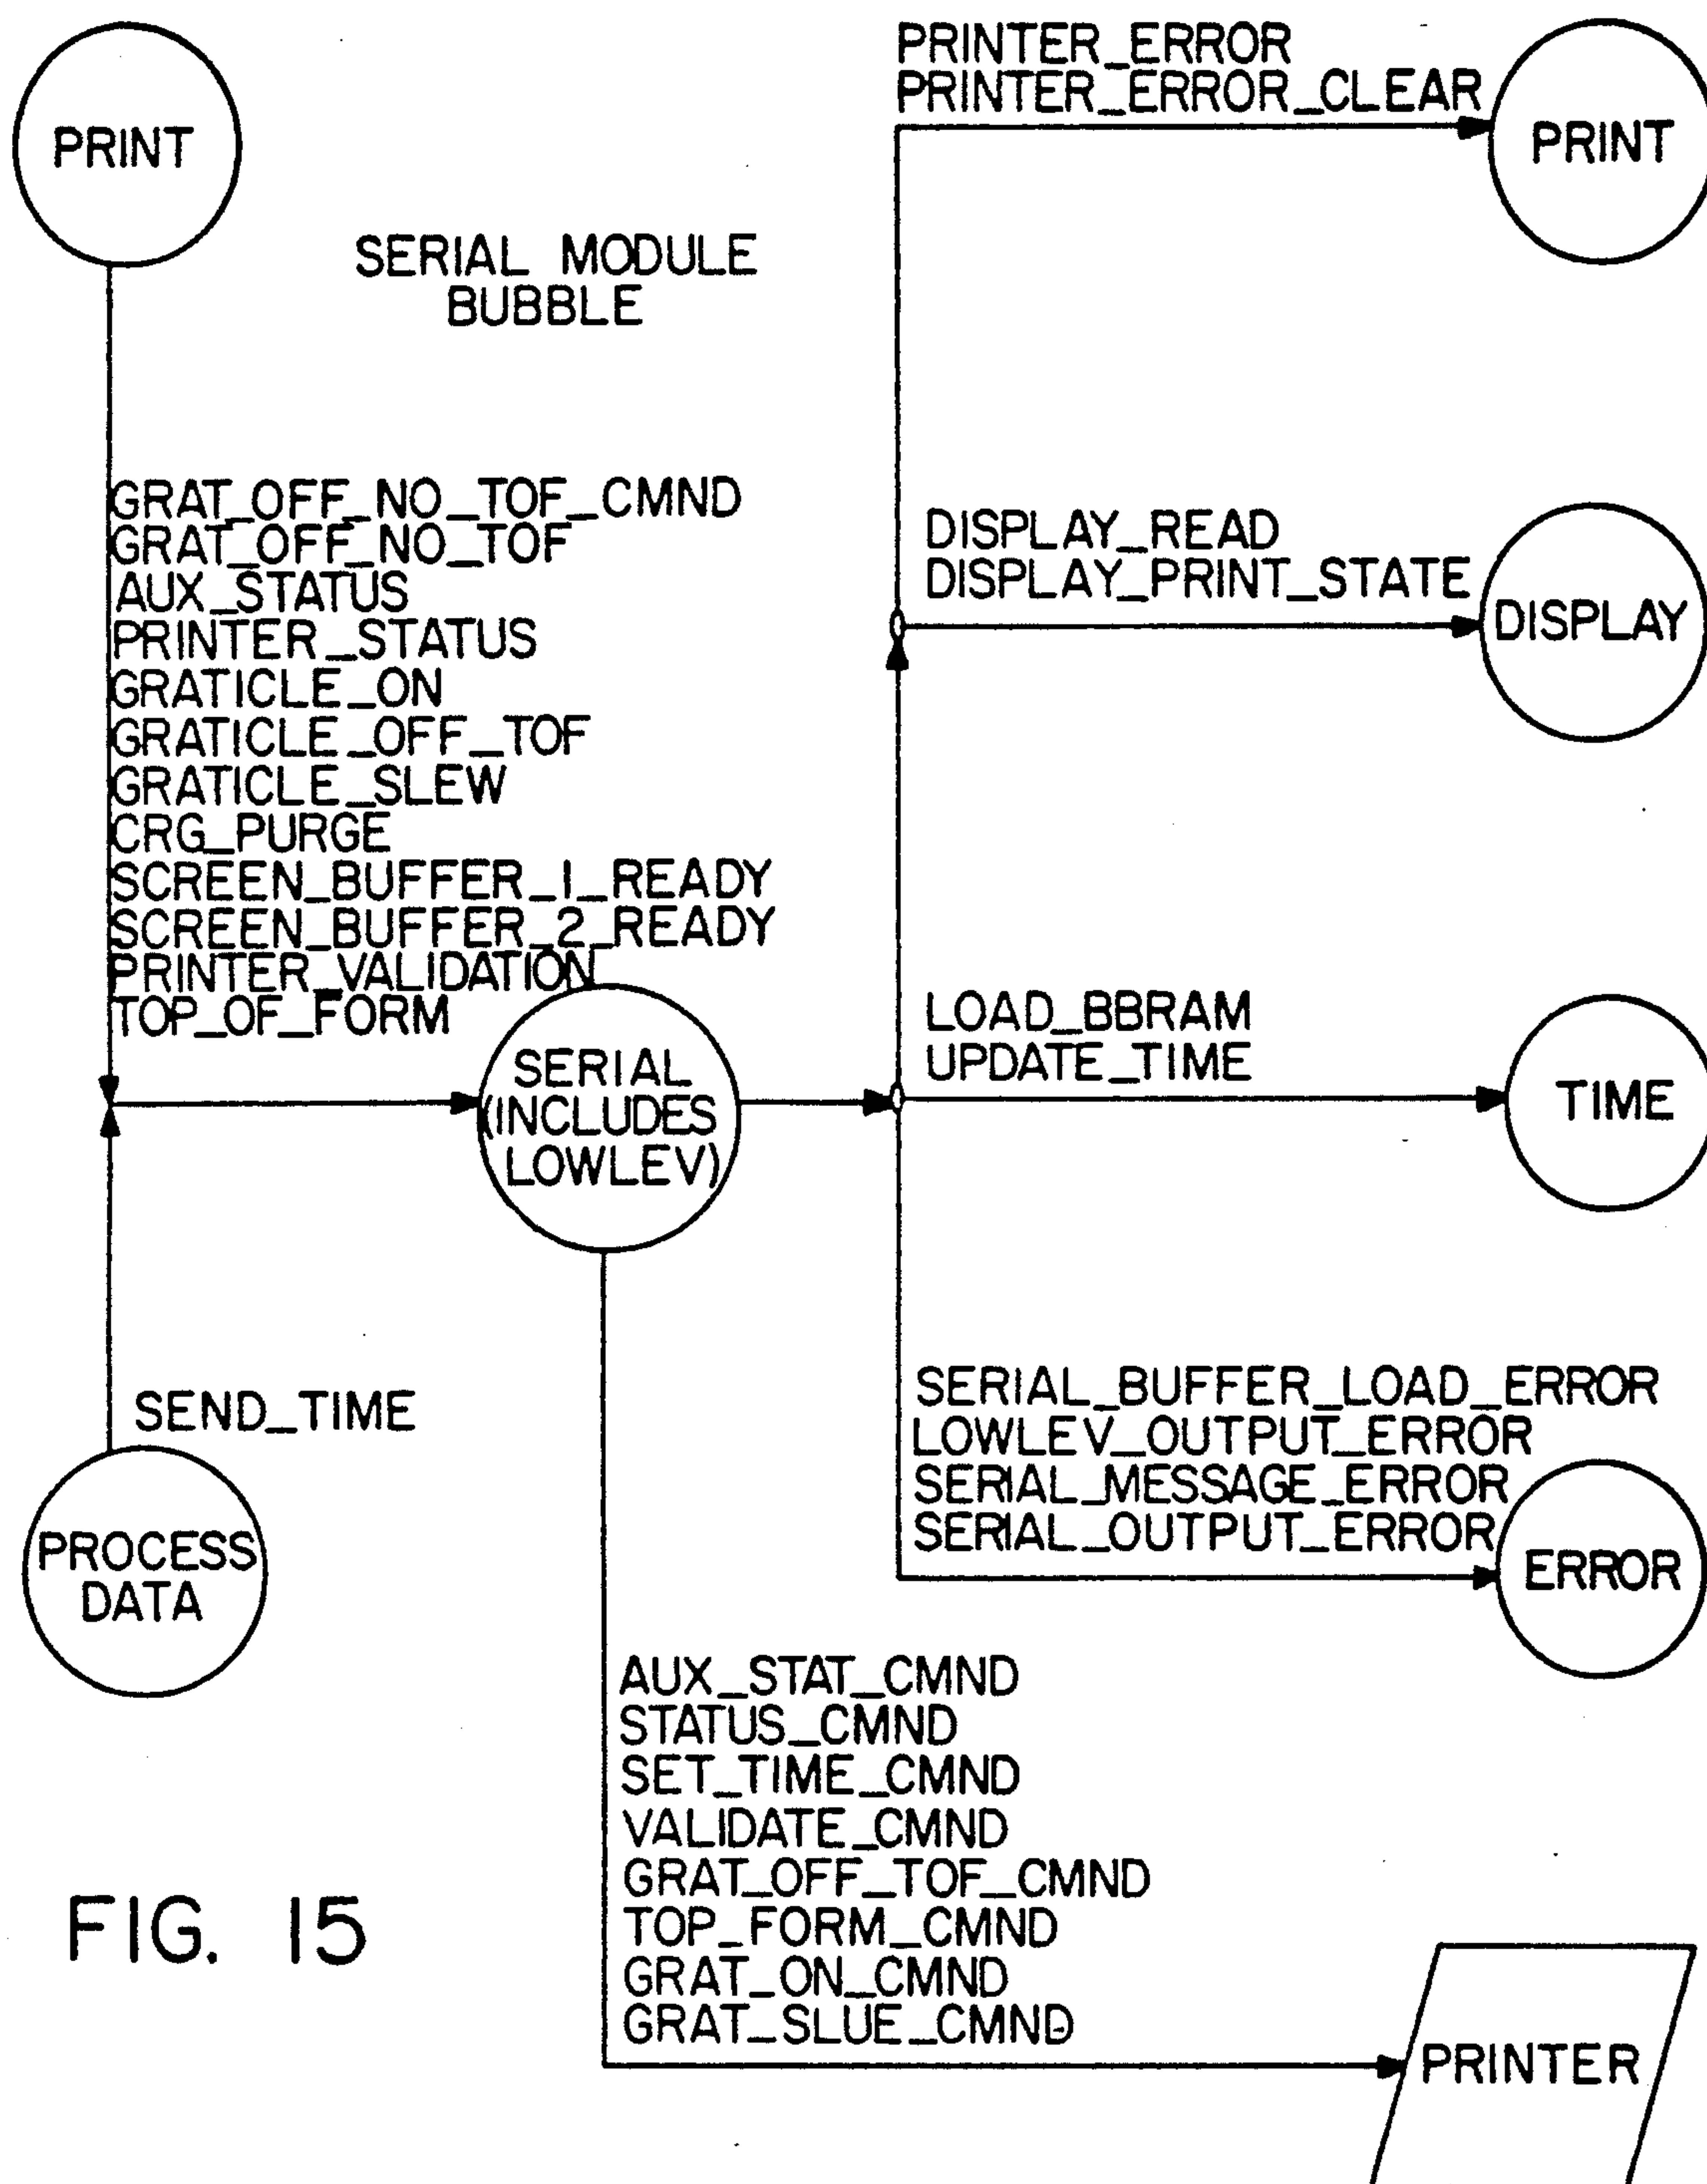 PRINT
SERIAL MODULE
BUBBLE
GRAT_OFF_NO_TOF_CMND
GRAT_OFF_NO_TOF
AUX_STATUS
PRINTER_STATUS
GRATICLE_ON
GRATICLE_OFF_TOF
GRATICLE_SLEW
CRG_PURGE
SCREEN_BUFFER_1_READY
SCREEN_BUFFER_2_READY
PRINTER_VALIDATION
TOP_OF_FORM
SEND_TIME
PROCESS
DATA
SERIAL
(INCLUDES
LOWLEV)
PRINTER_ERROR
PRINTER_ERROR_CLEAR
PRINT
DISPLAY_READ
DISPLAY_PRINT_STATE
DISPLAY
LOAD_BBRAM
UPDATE_TIME
TIME
SERIAL_BUFFER_LOAD_ERROR
LOWLEV_OUTPUT_ERROR
SERIAL_MESSAGE_ERROR
SERIAL_OUTPUT_ERROR
ERROR
AUX_STAT_CMND
STATUS_CMND
SET_TIME_CMND
VALIDATE_CMND
GRAT_OFF_TOF_CMND
TOP_FORM_CMND
GRAT_ON_CMND
GRAT_SLUE_CMND
PRINTER
FIG. 15